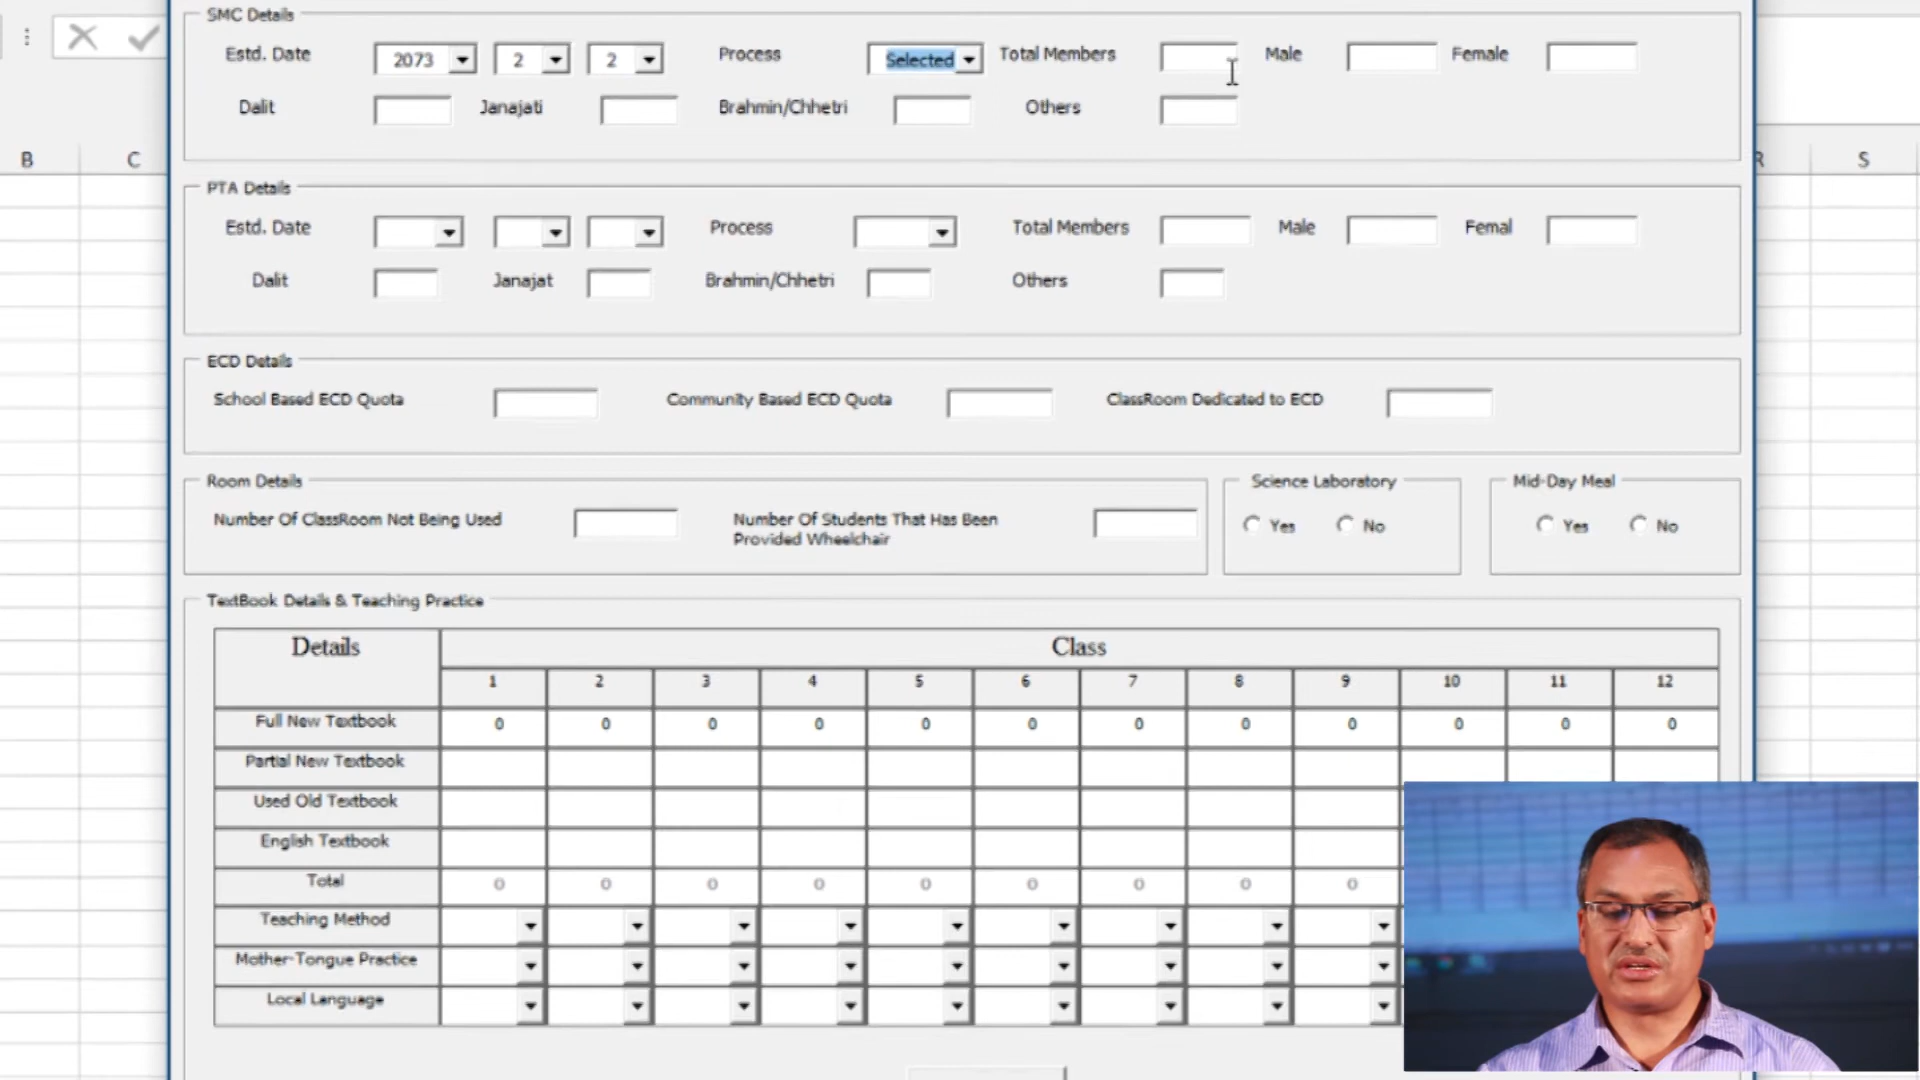 SMC Details
Estd. Date 2073 2 2 Process Selected Total Members Male Female
Dalit Janajati Brahmin/Chhetri Others
B C R S
PTA Details
Estd. Date Process Total Members Male Femal
Dalit Janajat Brahmin/Chhetri Others
ECD Details
School Based ECD Quota Community Based ECD Quota ClassRoom Dedicated to ECD
Room Details Science Laboratory Mid-Day Meal
Number Of ClassRoom Not Being Used Number Of Students That Has Been Yes No Yes No
Provided Wheelchair
TextBook Details & Teaching Practice
Details Class
1 2 3 4 5 6 7 8 9 10 11 12
Full New Textbook 0 0 0 0 0 0 0 0 0 0 0 0
Partial New Textbook
Used Old Textbook
English Textbook
Total 0 0 0 0 0 0 0 0 0
Teaching Method
Mother-Tongue Practice
Local Language